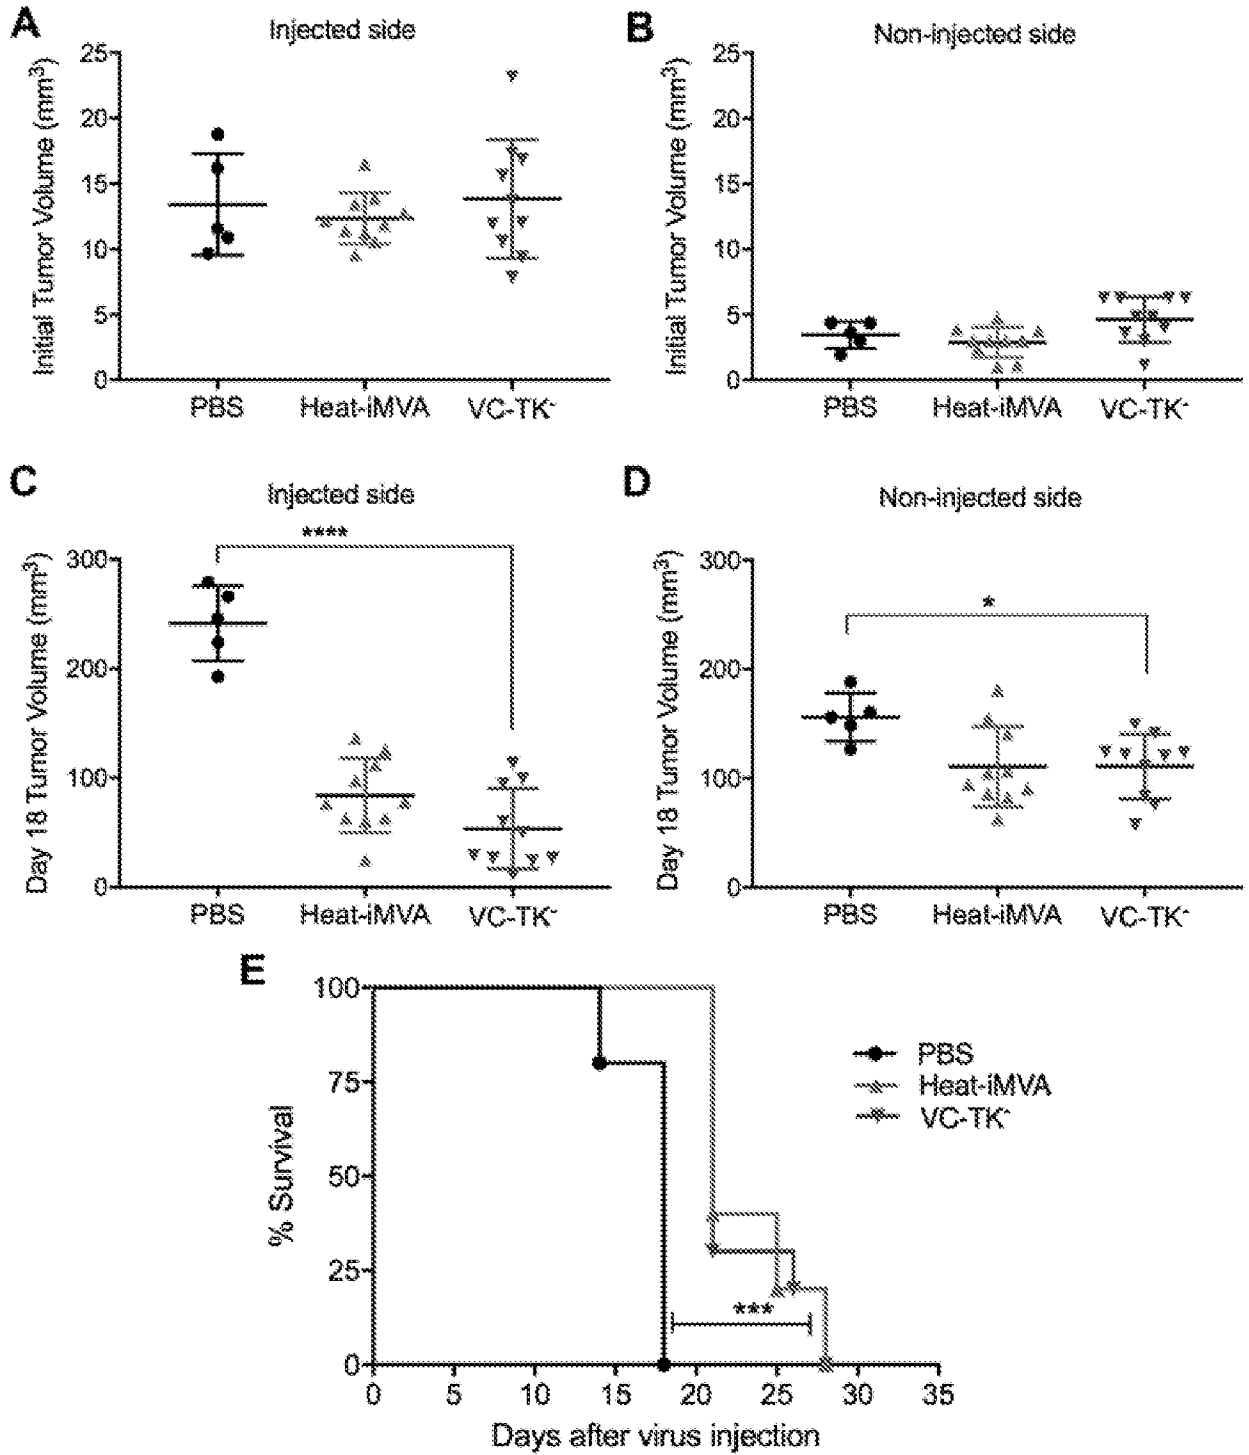 A
Injected side
Initial Tumor Volume (mm³)
25
20
15
10
5
0
PBS
Heat-iMVA
VC-TK⁻
B
Non-injected side
Initial Tumor Volume (mm³)
25
20
15
10
5
0
PBS
Heat-iMVA
VC-TK⁻
C
Injected side
****
Day 18 Tumor Volume (mm³)
300
200
100
0
PBS
Heat-iMVA
VC-TK⁻
D
Non-injected side
*
Day 18 Tumor Volume (mm³)
300
200
100
0
PBS
Heat-iMVA
VC-TK⁻
E
% Survival
100
75
50
25
0
PBS
Heat-iMVA
VC-TK⁻
***
0 5 10 15 20 25 30 35
Days after virus injection